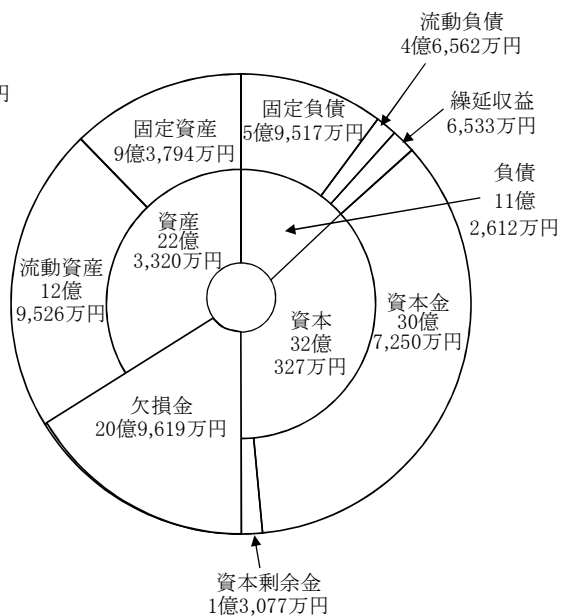 流動負債
4億6,562万円
円
繰延収益
6,533万円
固定負債
5億9,517万円
固定資産
9億3,794万円
負債
11億
2,612万円
資産
22億
3,320万円
流動資産
12億
9,526万円
資本
32億
327万円
資本金
30億
7,250万円
欠損金
20億9,619万円
資本剰余金
1億3,077万円